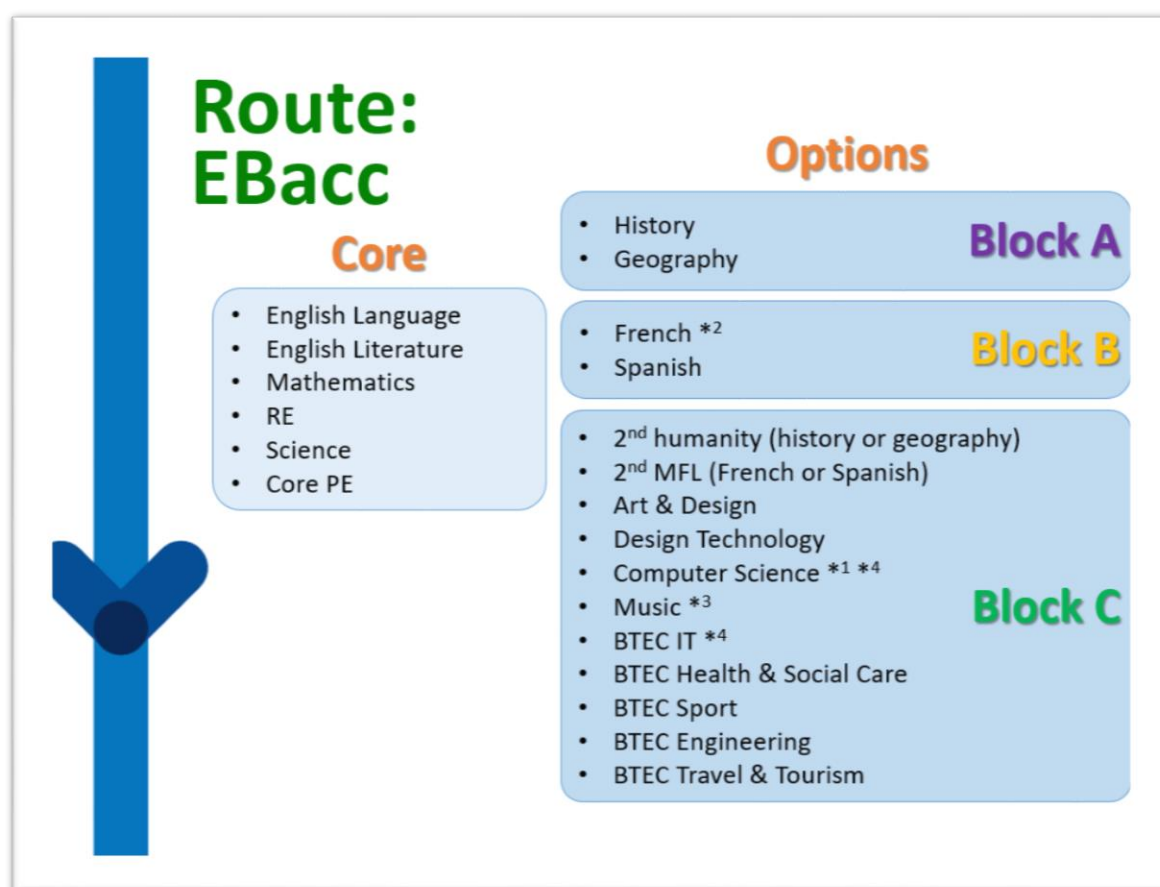 Route:
EBacc
Core
• English Language
• English Literature
• Mathematics
• RE
• Science
• Core PE
Options
• History
• Geography
Block A
• French *2
• Spanish
Block B
• 2nd humanity (history or geography)
• 2nd MFL (French or Spanish)
• Art & Design
• Design Technology
• Computer Science *1 *4
• Music *3
• BTEC IT *4
• BTEC Health & Social Care
• BTEC Sport
• BTEC Engineering
• BTEC Travel & Tourism
Block C